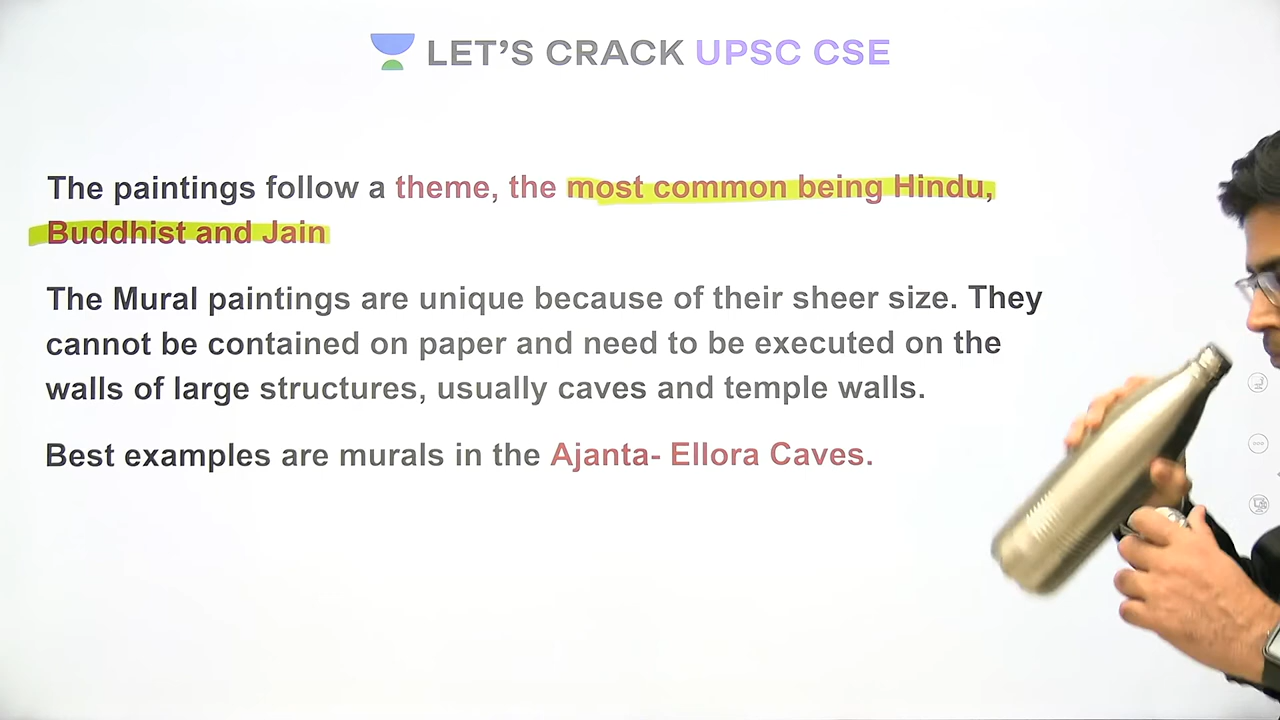 LET'S CRACK UPSC CSE
The paintings follow a theme, the most common being Hindu,
Buddhist and Jain
The Mural paintings are unique because of their sheer size. They
cannot be contained on paper and need to be executed on the
walls of large structures, usually caves and temple walls.
Best examples are murals in the Ajanta- Ellora Caves.